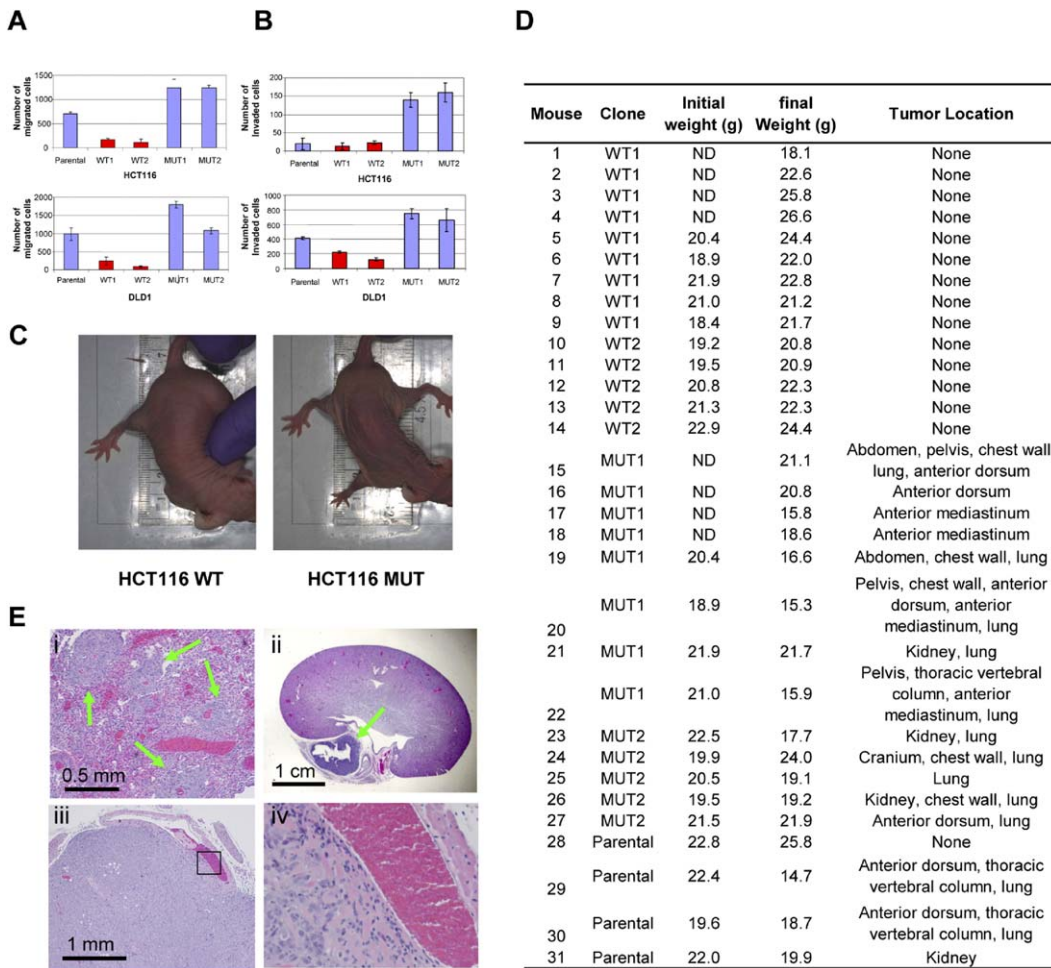 A
B
D
Number of
migrated cells
1500
1000
500
0
Parental WT1 WT2 MUT1 MUT2
HCT116
Number of
Invaded cells
200
150
100
50
0
Parental WT1 WT2 MUT1 MUT2
HCT116
Number of
migrated cells
2000
1500
1000
500
0
Parental WT1 WT2 MUT1 MUT2
DLD1
Number of
Invaded cells
1000
800
600
400
200
0
Parental WT1 WT2 MUT1 MUT2
DLD1
C
HCT116 WT
HCT116 MUT
E
i
0.5 mm
ii
1 cm
iii
1 mm
iv
Mouse Clone Initial weight (g) final Weight (g) Tumor Location
1 WT1 ND 18.1 None
2 WT1 ND 22.6 None
3 WT1 ND 25.8 None
4 WT1 ND 26.6 None
5 WT1 20.4 24.4 None
6 WT1 18.9 22.0 None
7 WT1 21.9 22.8 None
8 WT1 21.0 21.2 None
9 WT1 18.4 21.7 None
10 WT2 19.2 20.8 None
11 WT2 19.5 20.9 None
12 WT2 20.8 22.3 None
13 WT2 21.3 22.3 None
14 WT2 22.9 24.4 None
15 MUT1 ND 21.1 Abdomen, pelvis, chest wall
lung, anterior dorsum
16 MUT1 ND 20.8 Anterior dorsum
17 MUT1 ND 15.8 Anterior mediastinum
18 MUT1 ND 18.6 Anterior mediastinum
19 MUT1 20.4 16.6 Abdomen, chest wall, lung
20 MUT1 18.9 15.3 Pelvis, chest wall, anterior
dorsum, anterior
mediastinum, lung
21 MUT1 21.9 21.7 Kidney, lung
22 MUT1 21.0 15.9 Pelvis, thoracic vertebral
column, anterior
mediastinum, lung
23 MUT2 22.5 17.7 Kidney, lung
24 MUT2 19.9 24.0 Cranium, chest wall, lung
25 MUT2 20.5 19.1 Lung
26 MUT2 19.5 19.2 Kidney, chest wall, lung
27 MUT2 21.5 21.9 Anterior dorsum, lung
28 Parental 22.8 25.8 None
29 Parental 22.4 14.7 Anterior dorsum, thoracic
vertebral column, lung
30 Parental 19.6 18.7 Anterior dorsum, thoracic
vertebral column, lung
31 Parental 22.0 19.9 Kidney